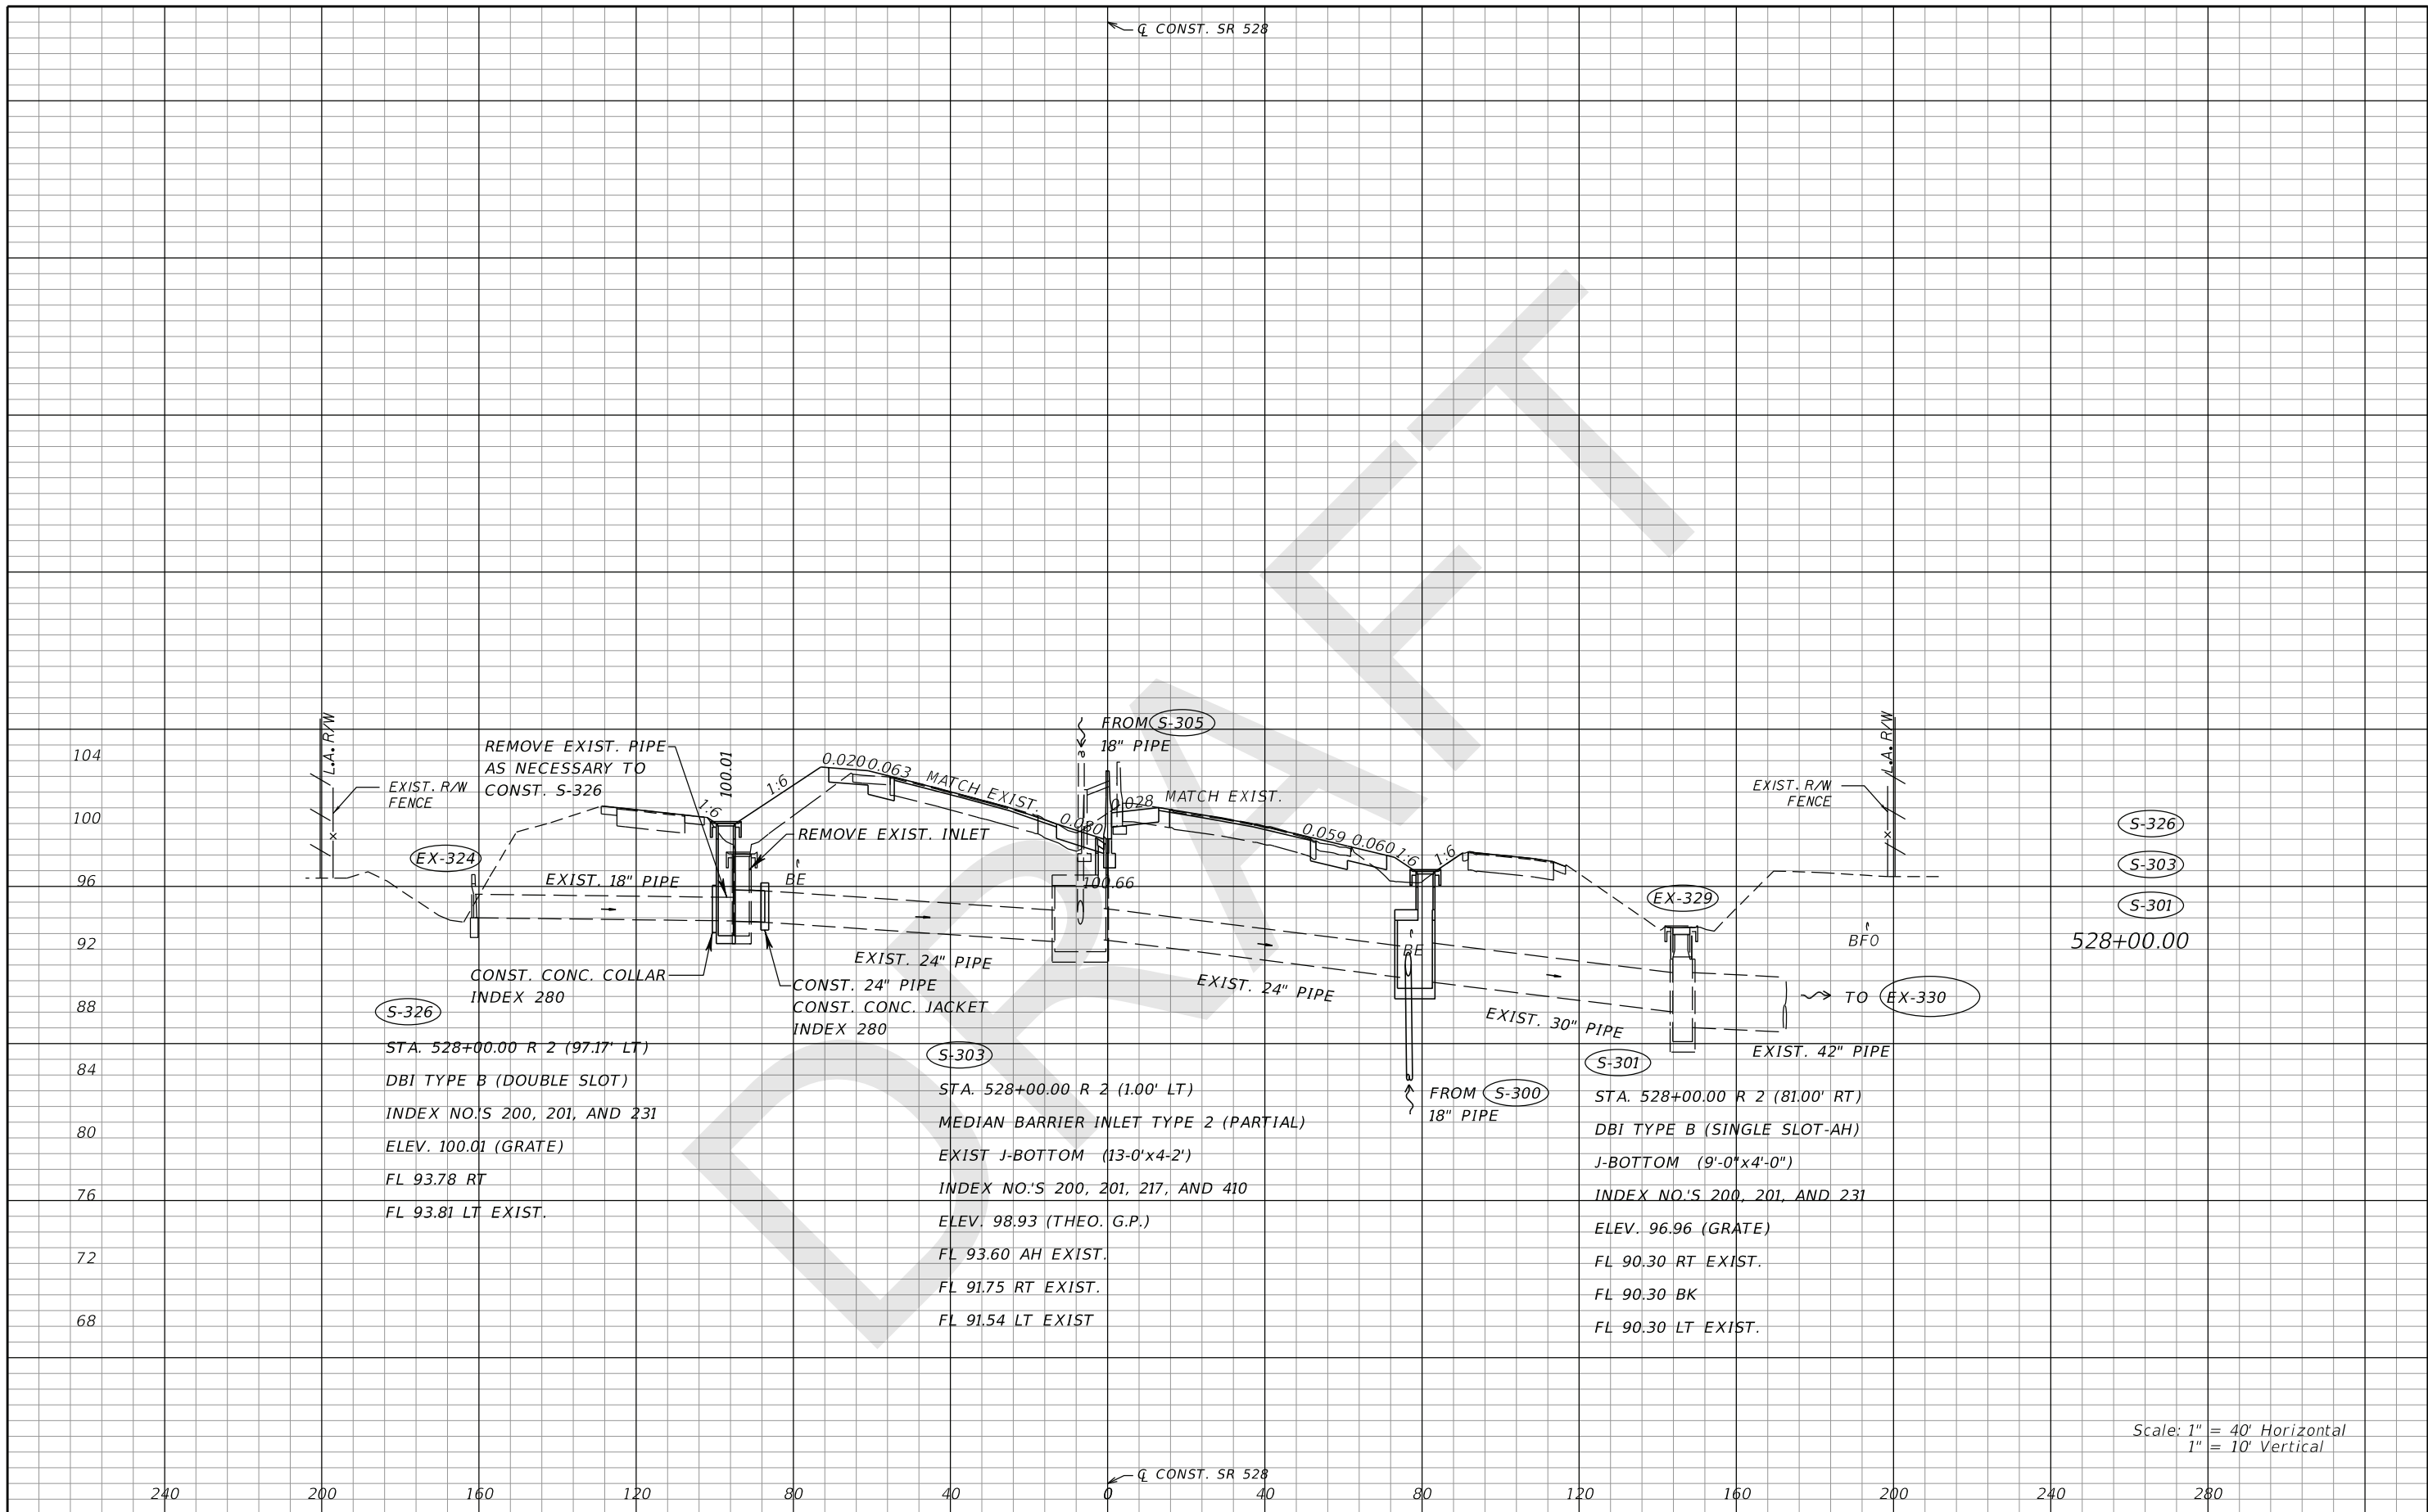 ℄ CONST. SR 528
L.A. R/W
REMOVE EXIST. PIPE
AS NECESSARY TO
CONST. S-326
EXIST. R/W
FENCE
100.01
1:6
1:6
0.020
0.063
MATCH EXIST.
0.080
FROM S-305
18" PIPE
0.028
MATCH EXIST.
0.059
0.060
1:6
1:6
L.A. R/W
EXIST. R/W
FENCE
104
100
96
92
88
84
80
76
72
68
EX-324
EXIST. 18" PIPE
REMOVE EXIST. INLET
BE
100.66
BE
EX-329
BFO
S-326
S-303
S-301
528+00.00
CONST. CONC. COLLAR
INDEX 280
EXIST. 24" PIPE
CONST. 24" PIPE
CONST. CONC. JACKET
INDEX 280
EXIST. 24" PIPE
EXIST. 30" PIPE
TO EX-330
EXIST. 42" PIPE
FROM S-300
18" PIPE
S-326
STA. 528+00.00 R 2 (97.17' LT)
DBI TYPE B (DOUBLE SLOT)
INDEX NO.'S 200, 201, AND 231
ELEV. 100.01 (GRATE)
FL 93.78 RT
FL 93.81 LT EXIST.
S-303
STA. 528+00.00 R 2 (1.00' LT)
MEDIAN BARRIER INLET TYPE 2 (PARTIAL)
EXIST J-BOTTOM (13-0'x4-2')
INDEX NO.'S 200, 201, 217, AND 410
ELEV. 98.93 (THEO. G.P.)
FL 93.60 AH EXIST.
FL 91.75 RT EXIST.
FL 91.54 LT EXIST
S-301
STA. 528+00.00 R 2 (81.00' RT)
DBI TYPE B (SINGLE SLOT-AH)
J-BOTTOM (9'-0"x4'-0")
INDEX NO.'S 200, 201, AND 231
ELEV. 96.96 (GRATE)
FL 90.30 RT EXIST.
FL 90.30 BK
FL 90.30 LT EXIST.
DRAFT
Scale: 1" = 40' Horizontal
1" = 10' Vertical
℄ CONST. SR 528
240 200 160 120 80 40 0 40 80 120 160 200 240 280